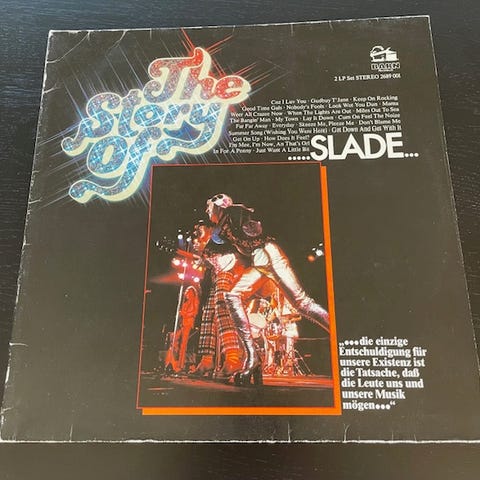 The
Story
Of
BARN
2 LP Set STEREO 2689 001
Coz I Luv You · Gudbuy T'Jane · Keep On Rocking
Good Time Gals · Nobody's Fools · Look Wot You Dun · Mama
Weer All Crazee Now · When The Lights Are Out · Miles Out To Sea
The Bangin' Man · My Town · Lay It Down · Cum On Feel The Noize
Far Far Away · Everyday · Skweeze Me, Pleeze Me · Don't Blame Me
Summer Song (Wishing You Were Here) · Get Down And Get With It
Get On Up · How Does It Feel?
I'm Mee, I'm Now, An That's Orl
In For A Penny · Just Want A Little Bit
.....SLADE...
„...die einzige
Entschuldigung für
unsere Existenz ist
die Tatsache, daß
die Leute uns und
unsere Musik
mögen..."